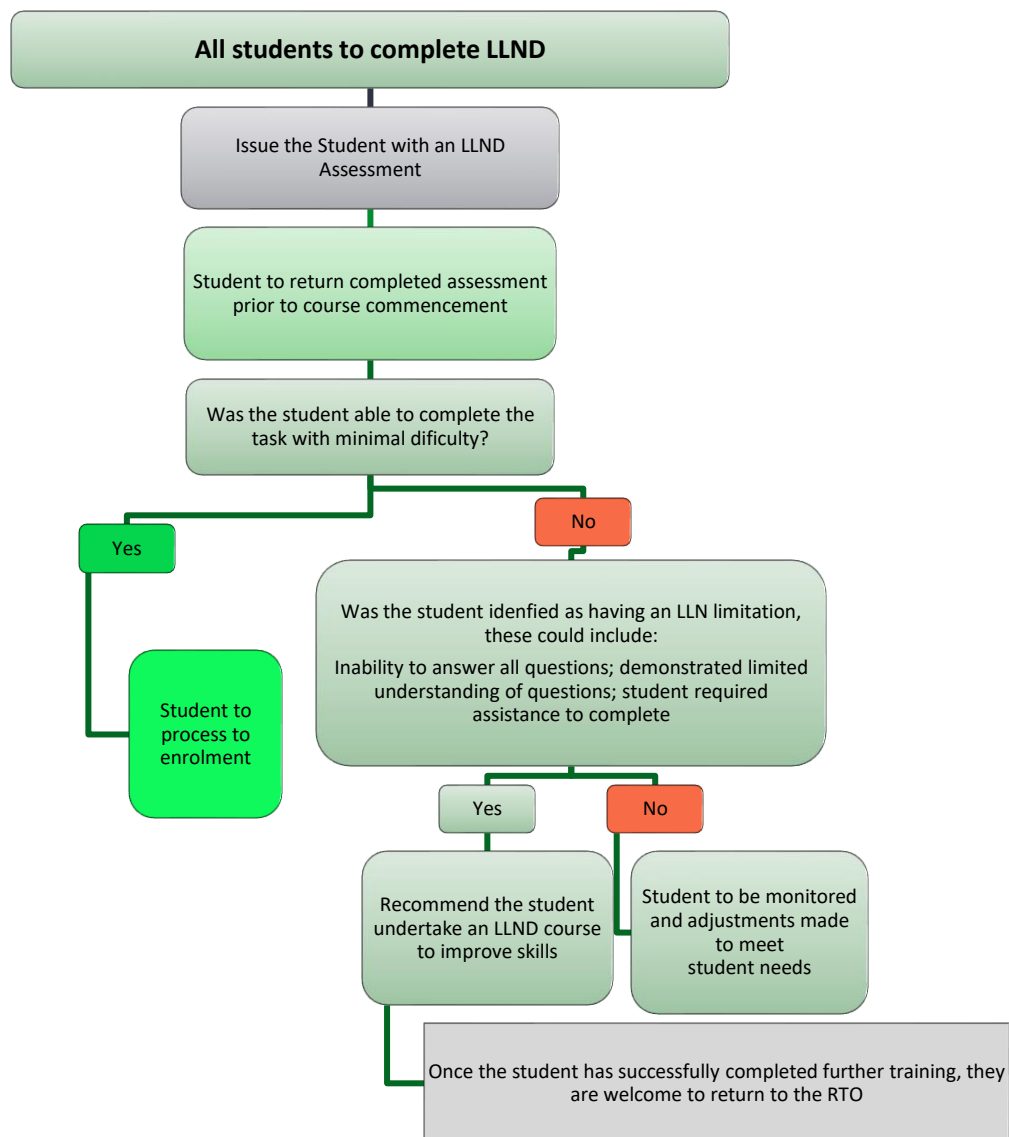 All students to complete LLND
Issue the Student with an LLND
Assessment
Student to return completed assessment
prior to course commencement
Was the student able to complete the
task with minimal dificulty?
Yes
No
Student to
process to
enrolment
Was the student idenfied as having an LLN limitation,
these could include:
Inability to answer all questions; demonstrated limited
understanding of questions; student required
assistance to complete
Yes
No
Recommend the student
undertake an LLND course
to improve skills
Student to be monitored
and adjustments made
to meet
student needs
Once the student has successfully completed further training, they
are welcome to return to the RTO